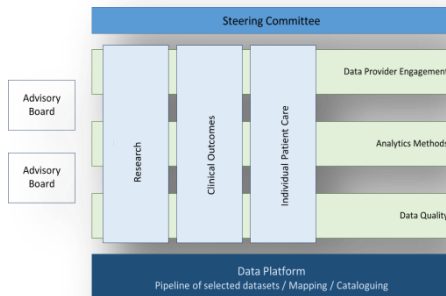 Steering Committee
Data Provider Engagement
Advisory
Board
Research
Clinical Outcomes
Individual Patient Care
Analytics Methods
Advisory
Board
Data Quality
Data Platform
Pipeline of selected datasets / Mapping / Cataloguing